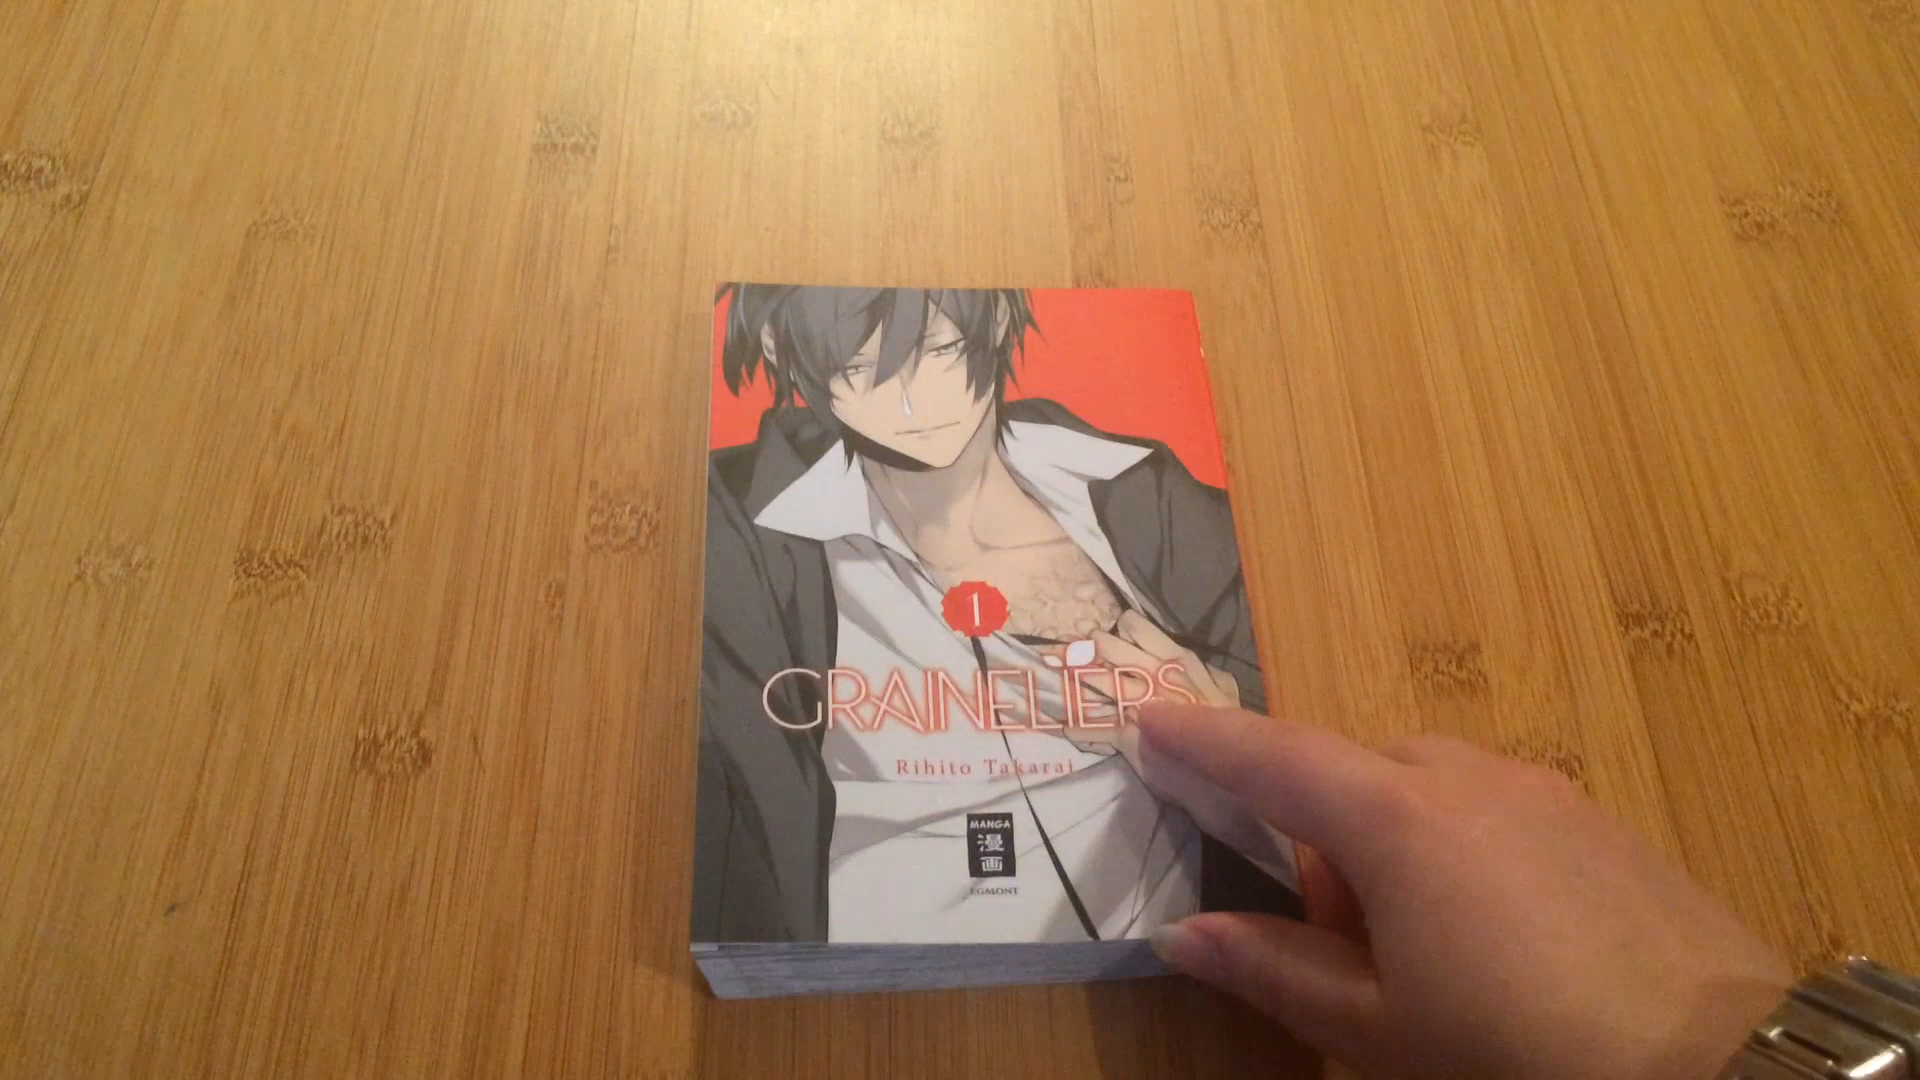 1
GRAINELIERS
Rihito Takarai
MANGA
漫
画
EGMONT